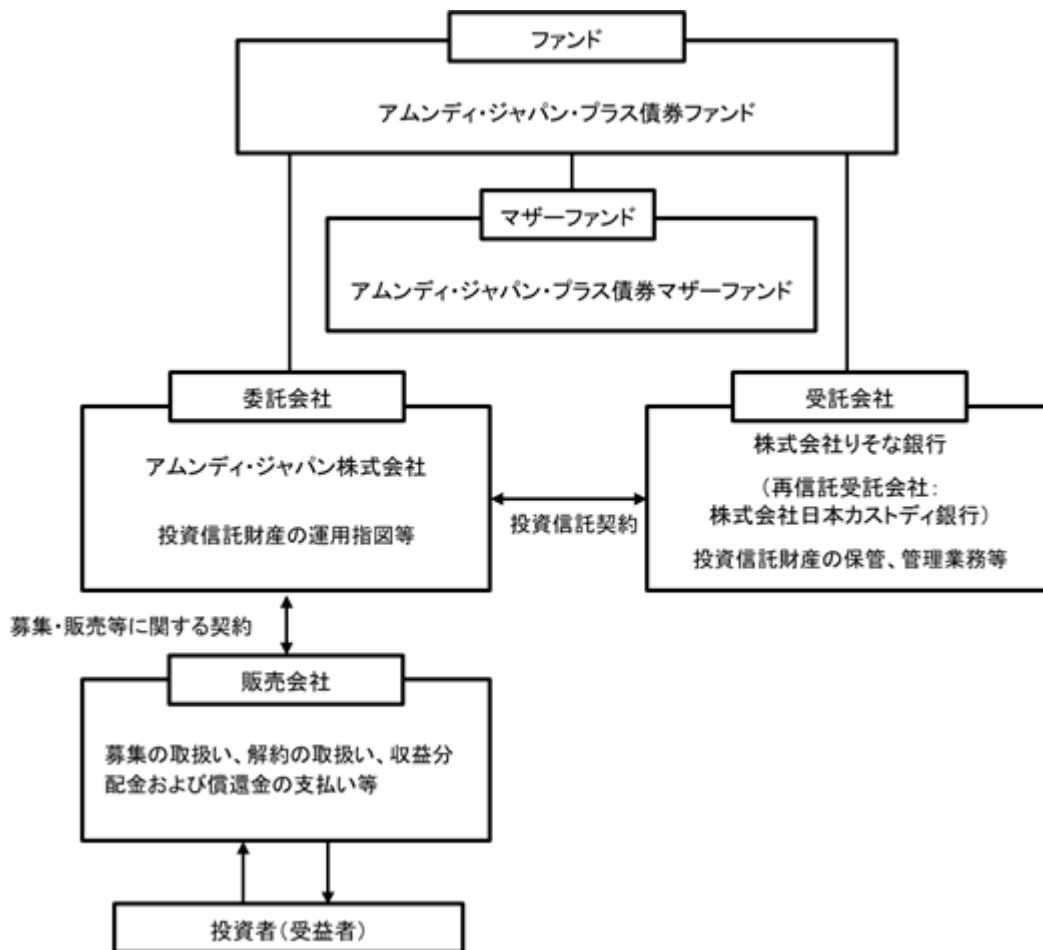 ファンド
アムンディ・ジャパン・プラス債券ファンド
マザーファンド
アムンディ・ジャパン・プラス債券マザーファンド
委託会社
アムンディ・ジャパン株式会社
投資信託財産の運用指図等
投資信託契約
受託会社
株式会社りそな銀行
（再信託受託会社：
株式会社日本カストディ銀行）
投資信託財産の保管、管理業務等
募集・販売等に関する契約
販売会社
募集の取扱い、解約の取扱い、収益分
配金および償還金の支払い等
投資者（受益者）